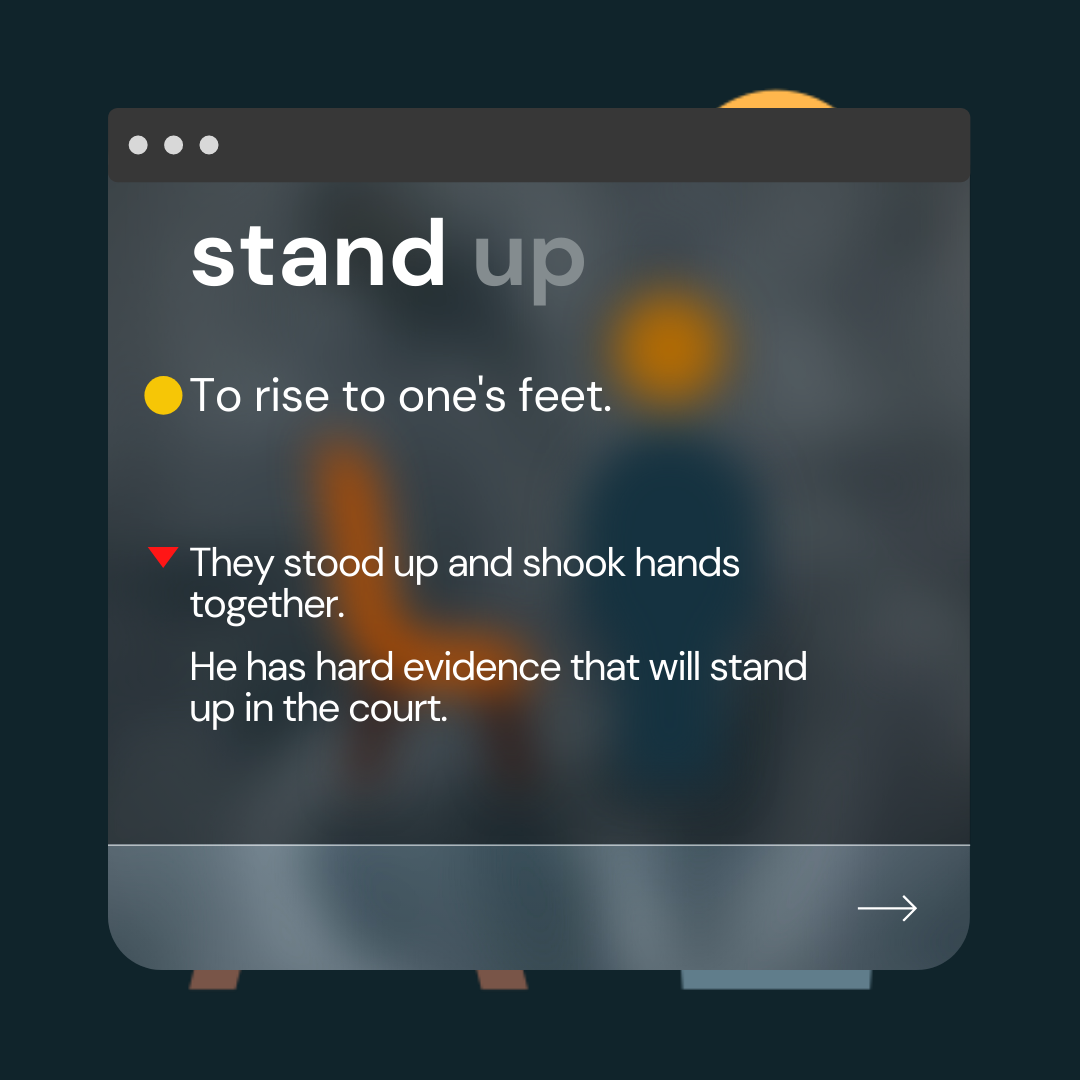 stand up
To rise to one's feet.
They stood up and shook hands
together.
He has hard evidence that will stand
up in the court.